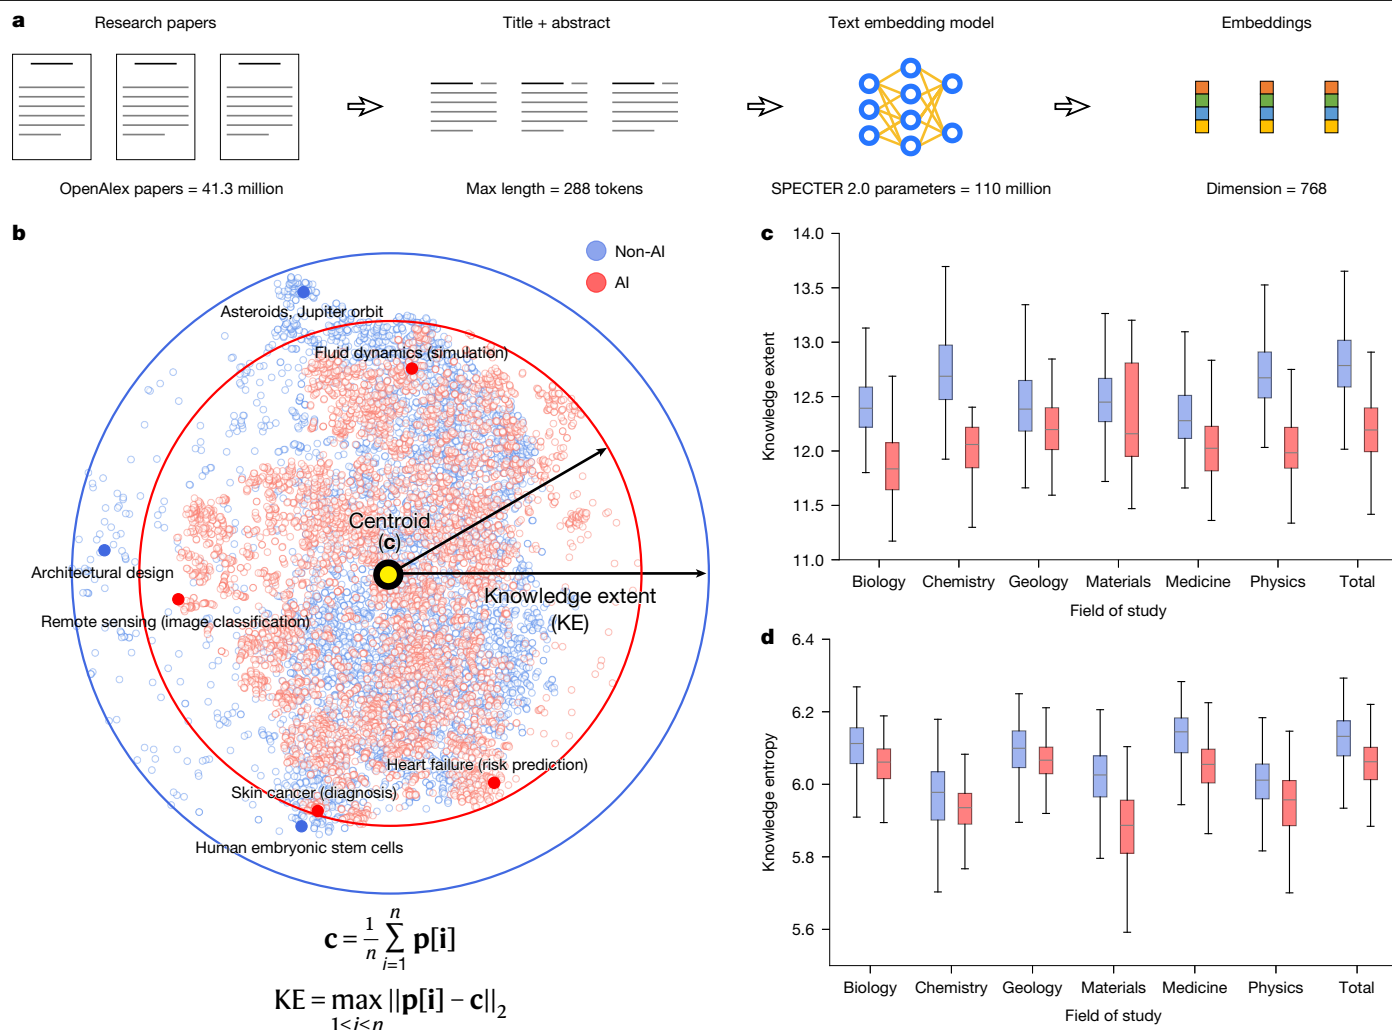 a
Research papers
Title + abstract
Text embedding model
Embeddings
OpenAlex papers = 41.3 million
Max length = 288 tokens
SPECTER 2.0 parameters = 110 million
Dimension = 768
b
Non-AI
AI
Asteroids, Jupiter orbit
Fluid dynamics (simulation)
Centroid
(c)
Architectural design
Knowledge extent
(KE)
Remote sensing (image classification)
Heart failure (risk prediction)
Skin cancer (diagnosis)
Human embryonic stem cells
c = 1/n ∑ i=1 n p[i]
KE = max 1<i<n ||p[i] − c||₂
c
14.0
13.5
13.0
12.5
12.0
11.5
11.0
Knowledge extent
Biology Chemistry Geology Materials Medicine Physics Total
Field of study
d
6.4
6.2
6.0
5.8
5.6
Knowledge entropy
Biology Chemistry Geology Materials Medicine Physics Total
Field of study